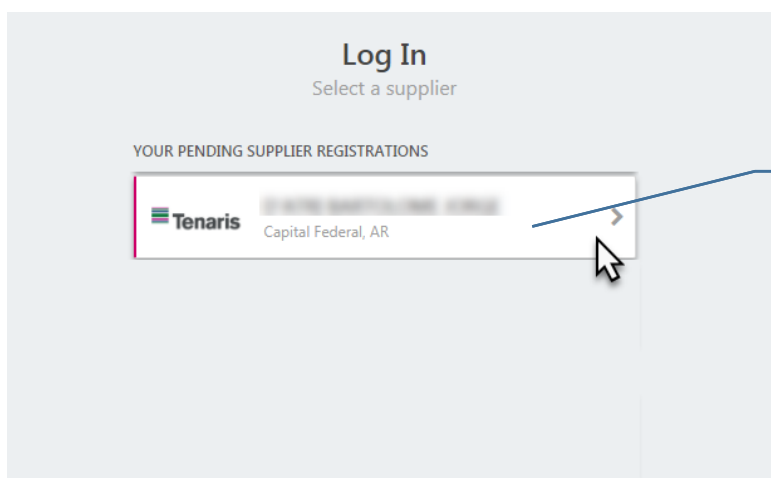 Log In
Select a supplier
YOUR PENDING SUPPLIER REGISTRATIONS
Tenaris
Capital Federal, AR